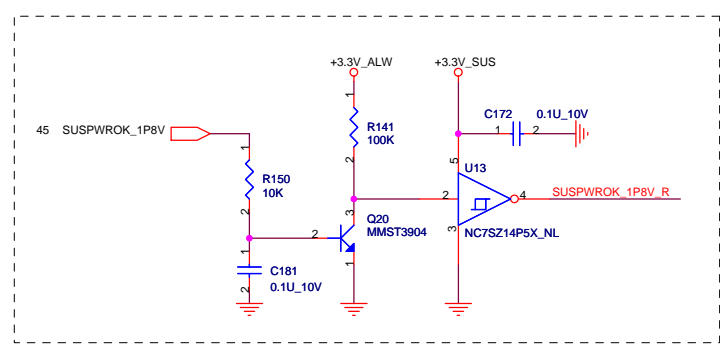 +3.3V_ALW
+3.3V_SUS
45 SUSPWROK_1P8V
C172 0.1U_10V
1 2
1
R141
100K
2
1
R150
10K
2
5
U13
2
4
SUSPWROK_1P8V_R
3
NC7SZ14P5X_NL
3
Q20
MMST3904
2
1
1
C181
0.1U_10V
2